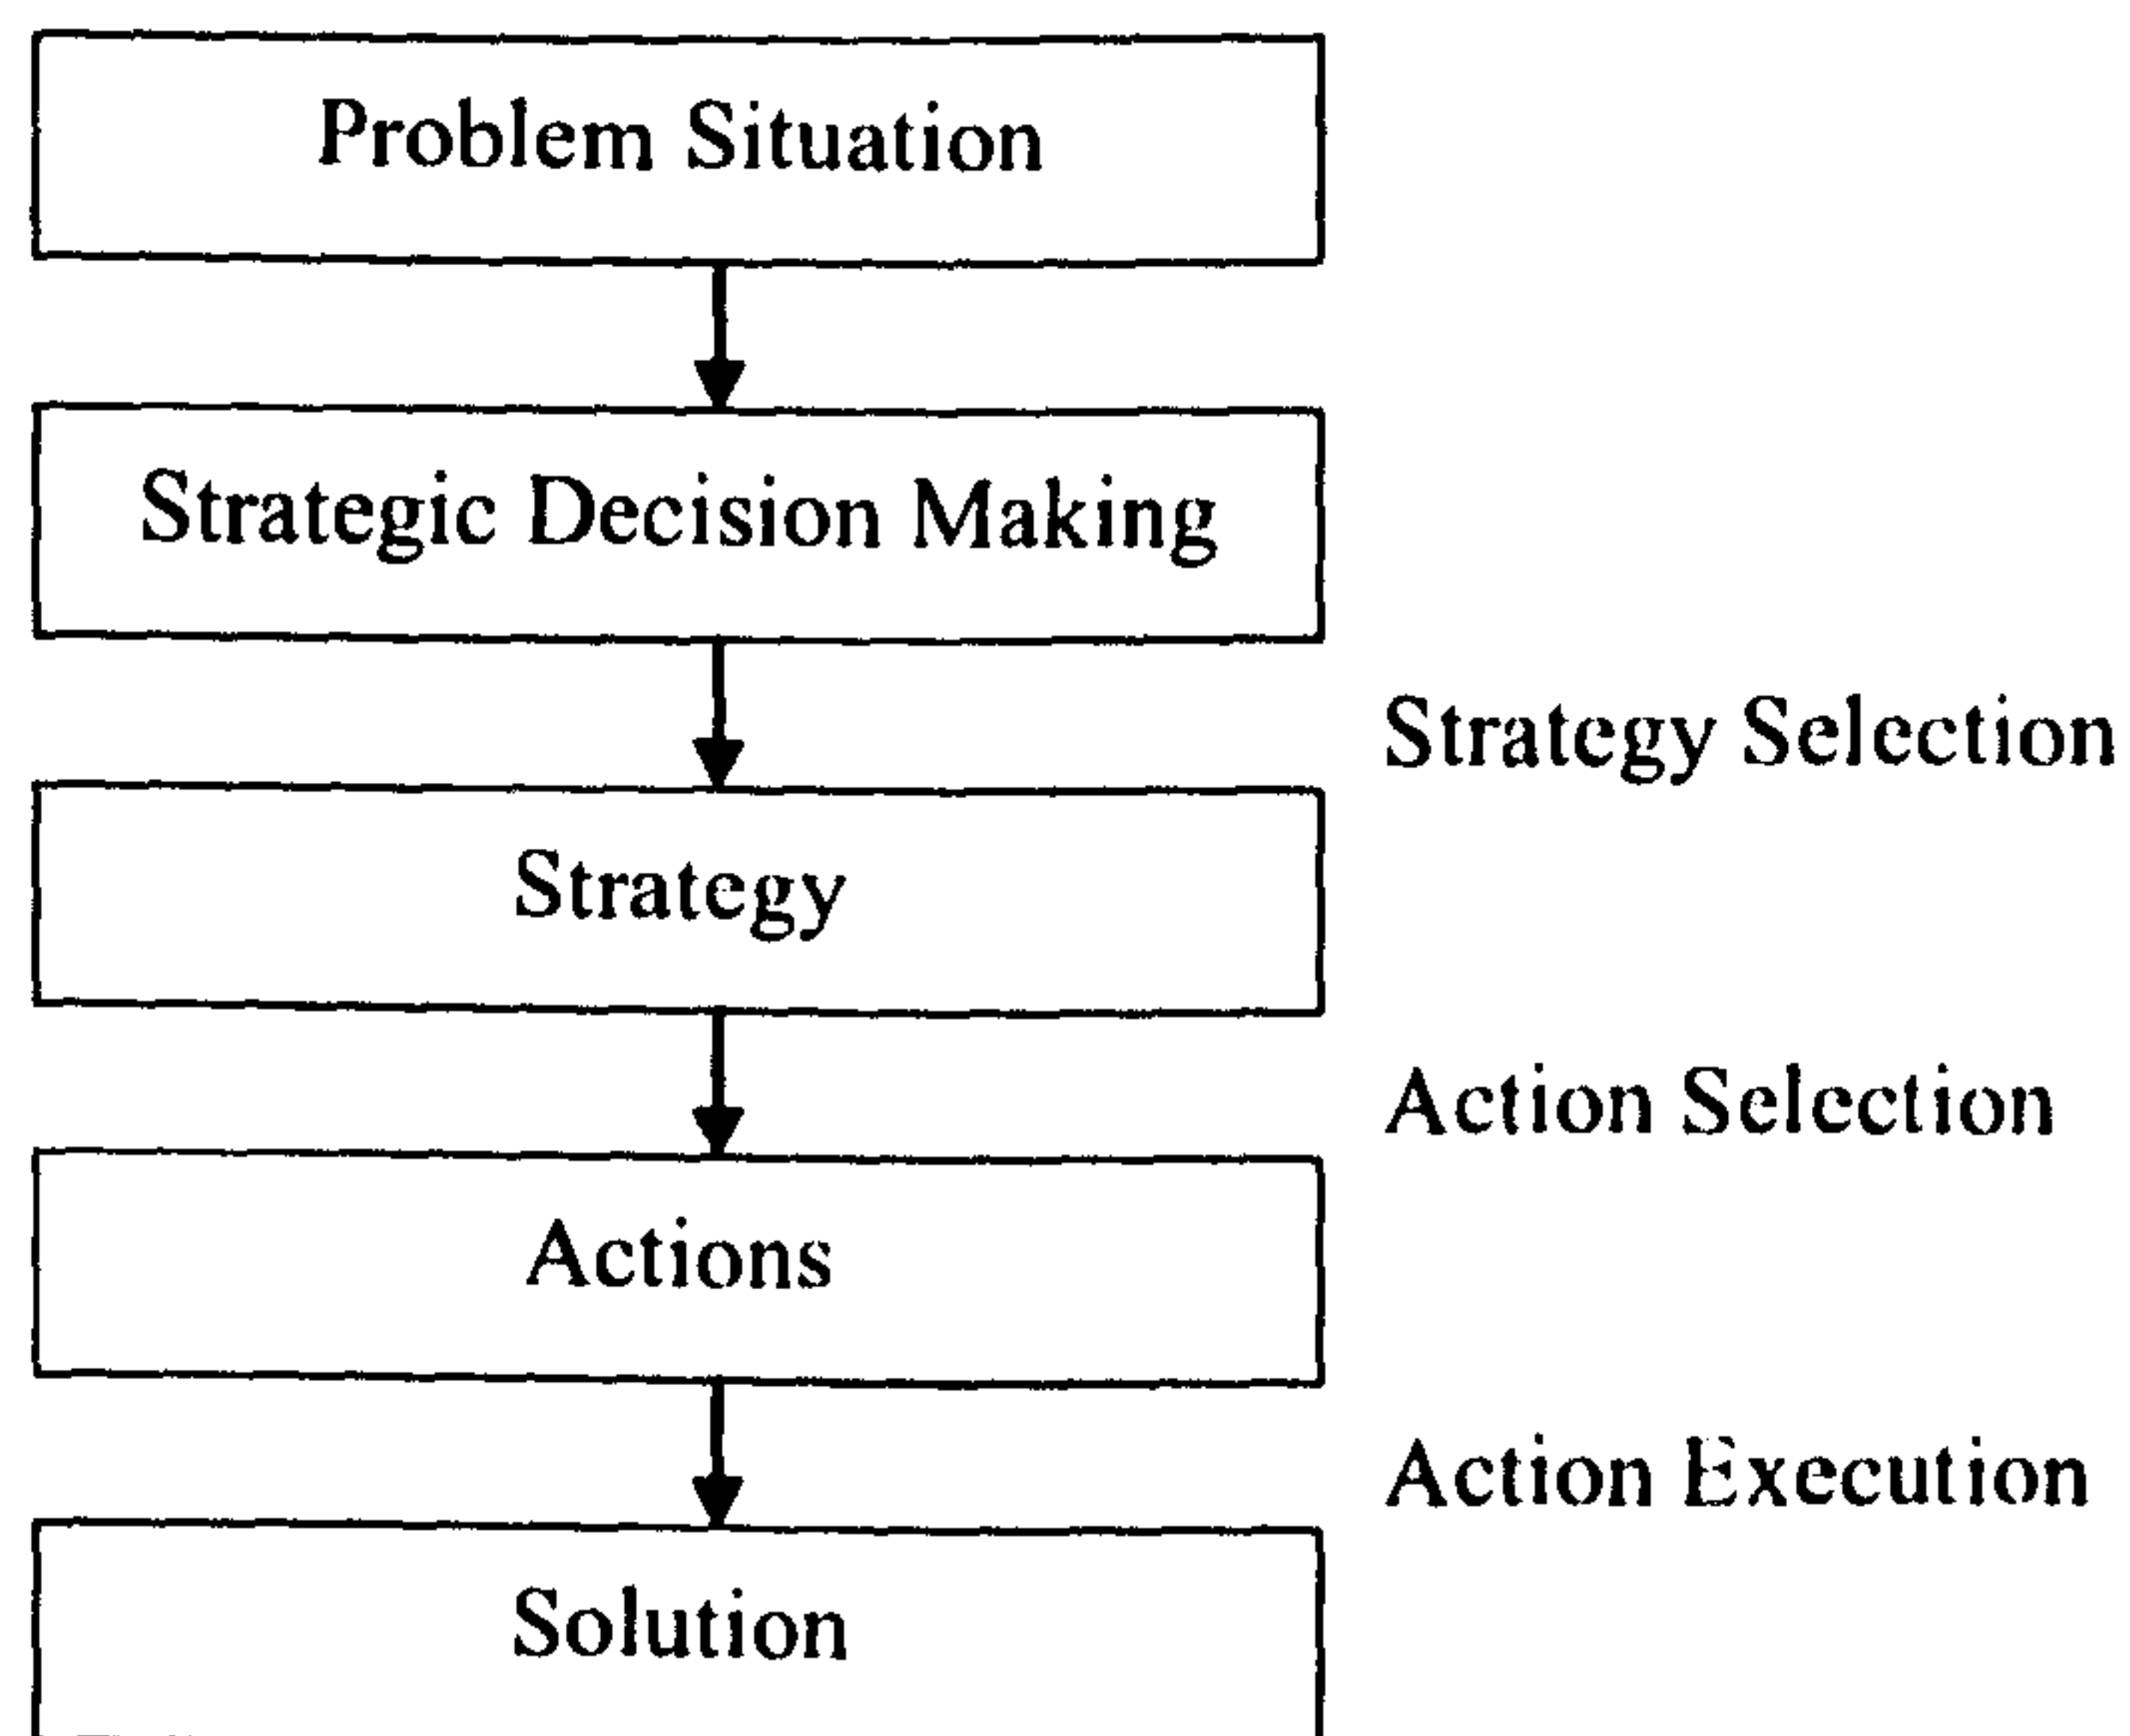 Problem Situation
Strategic Decision Making
Strategy Selection
Strategy
Action Selection
Actions
Action Execution
Solution